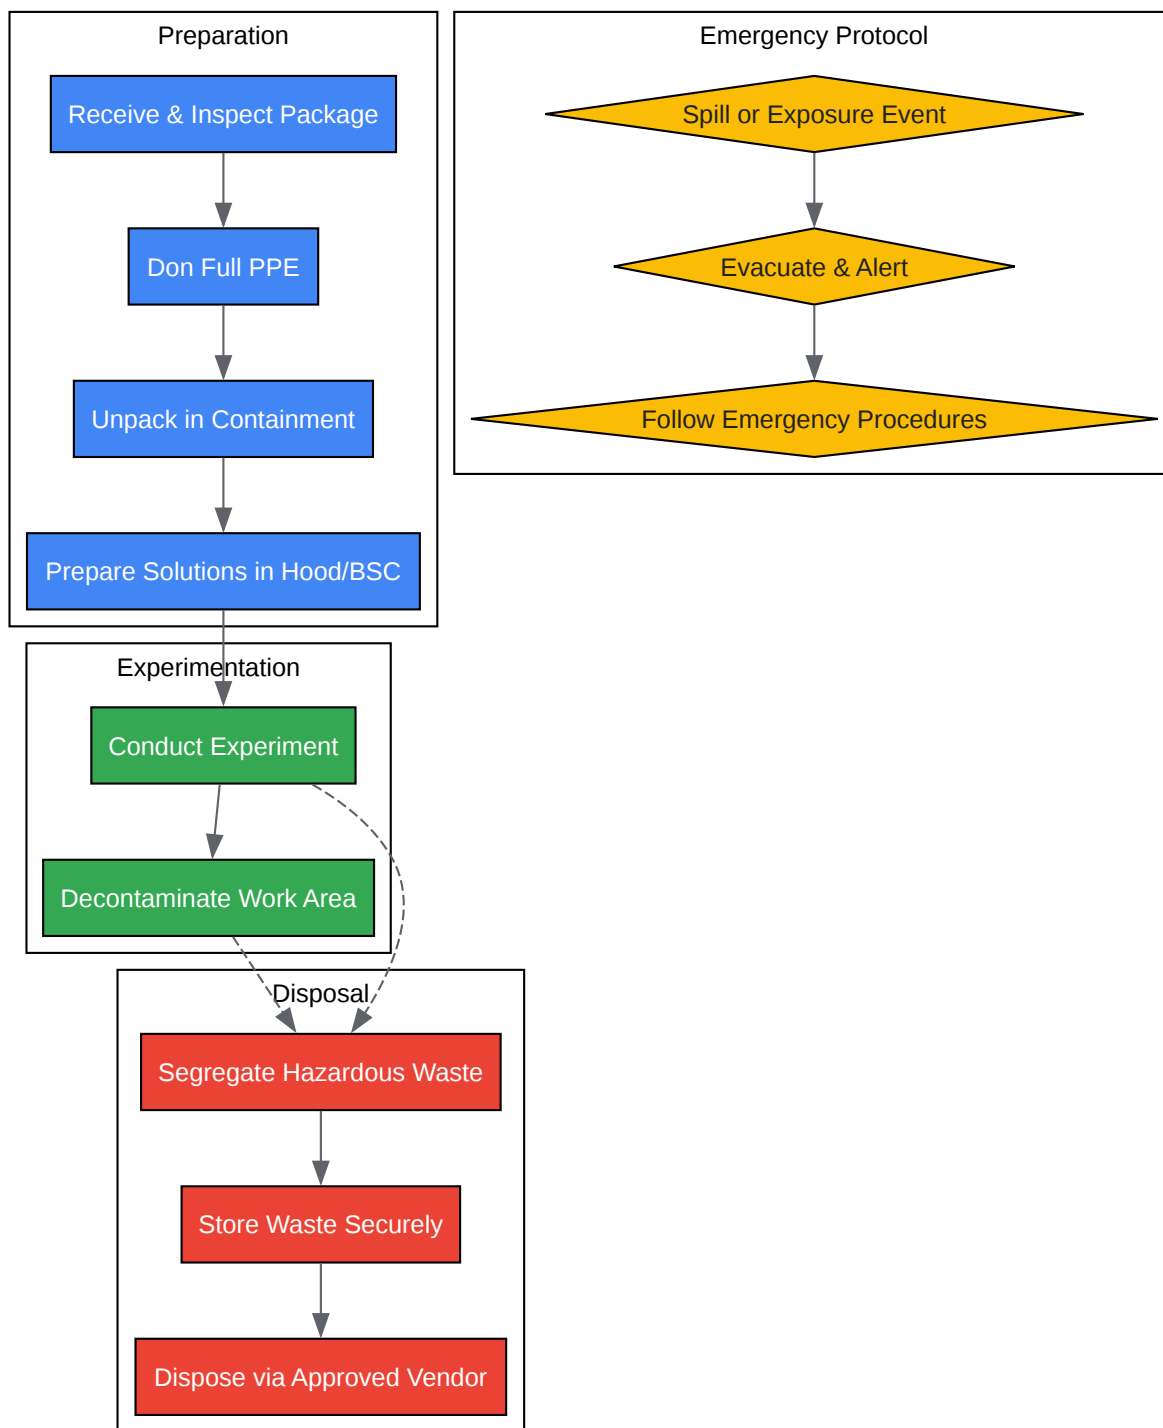 Preparation
Receive & Inspect Package
Don Full PPE
Unpack in Containment
Prepare Solutions in Hood/BSC
Emergency Protocol
Spill or Exposure Event
Evacuate & Alert
Follow Emergency Procedures
Experimentation
Conduct Experiment
Decontaminate Work Area
Disposal
Segregate Hazardous Waste
Store Waste Securely
Dispose via Approved Vendor